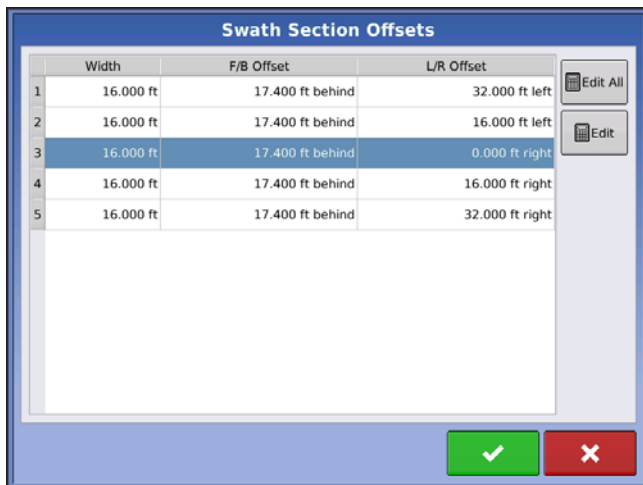 Swath Section Offsets
Width F/B Offset L/R Offset
1 16.000 ft 17.400 ft behind 32.000 ft left
2 16.000 ft 17.400 ft behind 16.000 ft left
3 16.000 ft 17.400 ft behind 0.000 ft right
4 16.000 ft 17.400 ft behind 16.000 ft right
5 16.000 ft 17.400 ft behind 32.000 ft right
Edit All
Edit